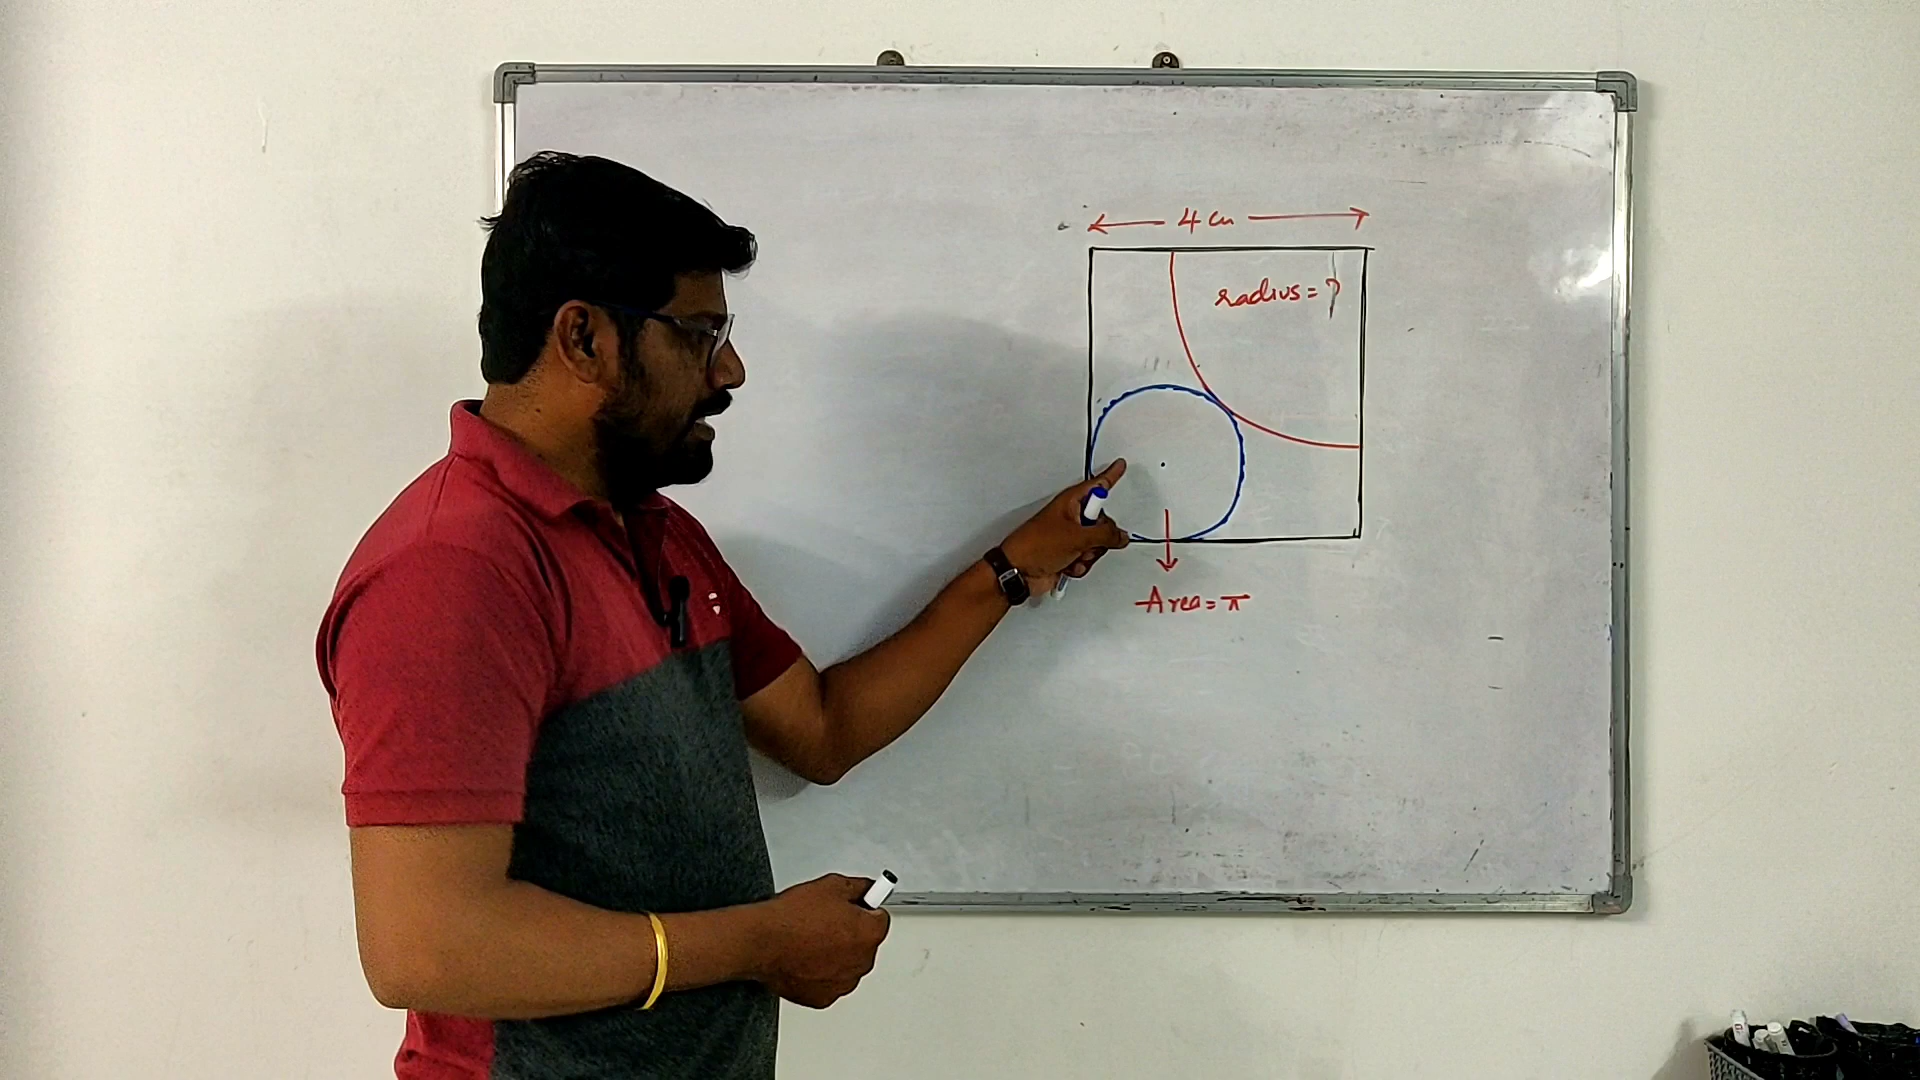 4 cm
radius = ?
Area = π